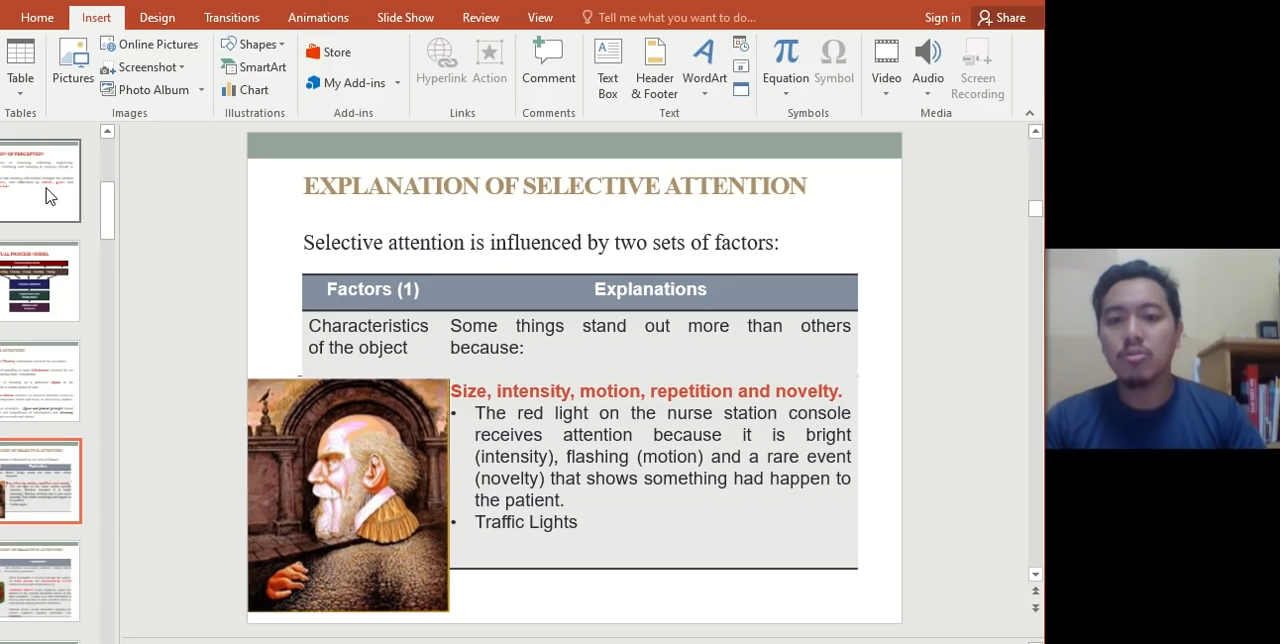 Home Insert Design Transitions Animations Slide Show Review View Tell me what you want to do... Sign in Share
Table
Pictures
Online Pictures
Screenshot
Photo Album
Shapes
SmartArt
Chart
Store
My Add-ins
Hyperlink
Action
Comment
Text
Box
Header
& Footer
WordArt
Equation
Symbol
Video
Audio
Screen
Recording
Tables Images Illustrations Add-ins Links Comments Text Symbols Media
EXPLANATION OF SELECTIVE ATTENTION
Selective attention is influenced by two sets of factors:
Factors (1) Explanations
Characteristics
of the object
Some things stand out more than others
because:
Size, intensity, motion, repetition and novelty.
• The red light on the nurse station console
receives attention because it is bright
(intensity), flashing (motion) and a rare event
(novelty) that shows something had happen to
the patient.
• Traffic Lights